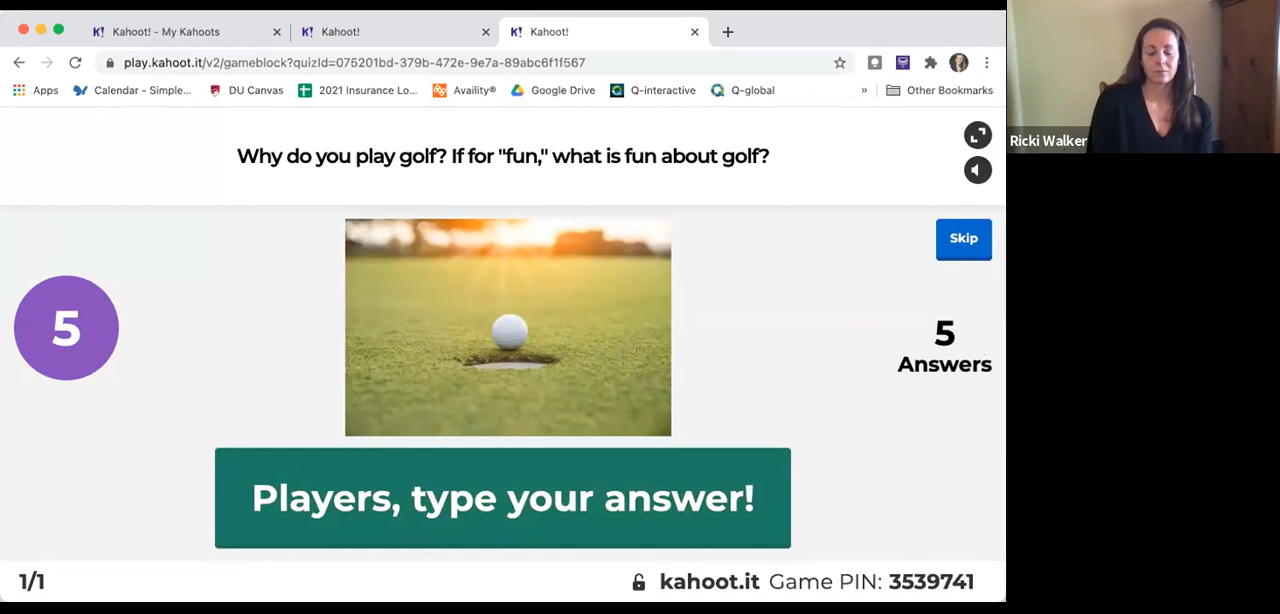 K! Kahoot! - My Kahoots
K! Kahoot!
K! Kahoot!
play.kahoot.it/v2/gameblock?quizId=075201bd-379b-472e-9e7a-89abc6f1f567
Apps Calendar - Simple... DU Canvas 2021 Insurance Lo... Availity® Google Drive Q-interactive Q-global » Other Bookmarks
Why do you play golf? If for "fun," what is fun about golf?
Ricki Walker
Skip
5
5
Answers
Players, type your answer!
1/1
kahoot.it Game PIN: 3539741